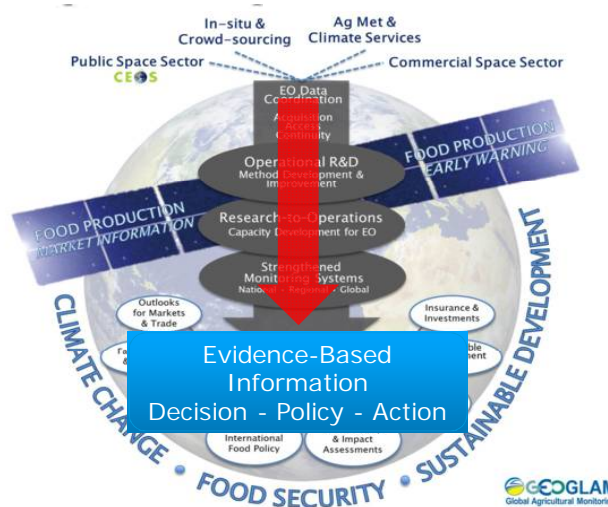 In-situ &
Crowd-sourcing
Ag Met &
Climate Services
Public Space Sector
CEOS
Commercial Space Sector
EO Data
Coordination
Acquisition
Access
Continuity
FOOD PRODUCTION
EARLY WARNING
Operational R&D
Method Development &
Improvement
FOOD PRODUCTION
MARKET INFORMATION
Research-to-Operations
Capacity Development for EO
Strengthened
Monitoring Systems
National - Regional - Global
Outlooks
for Markets
& Trade
Insurance &
Investments
Evidence-Based
Information
Decision - Policy - Action
International
Food Policy
& Impact
Assessments
CLIMATE CHANGE • FOOD SECURITY • SUSTAINABLE DEVELOPMENT
GEOGLAM
Global Agricultural Monitoring